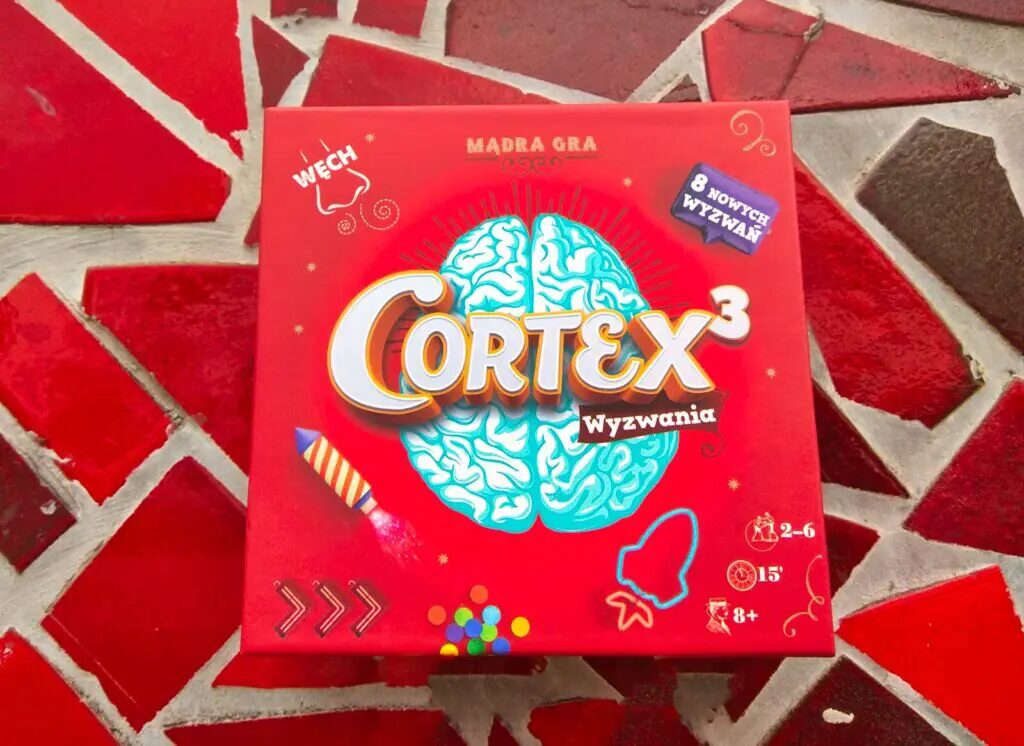 MĄDRA GRA
WĘCH
8 NOWYCH
WYZWAŃ
CORTEX³
Wyzwania
2-6
15'
8+